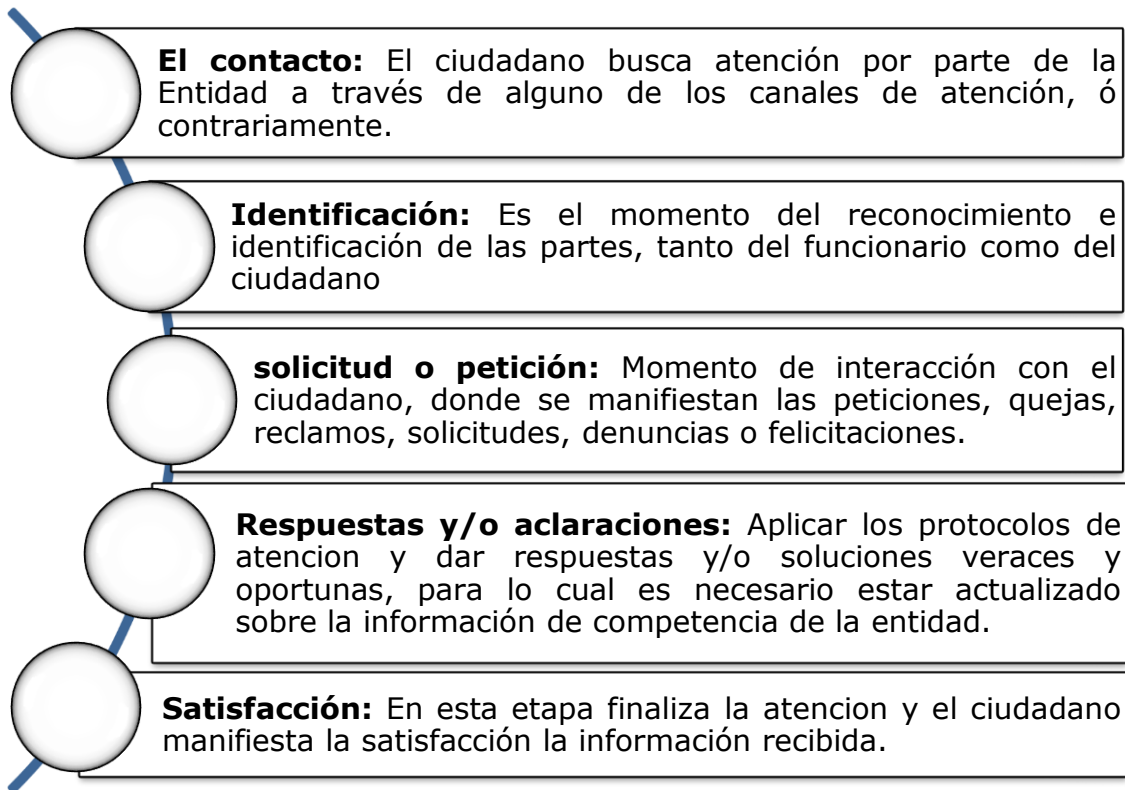 El contacto: El ciudadano busca atención por parte de la
Entidad a través de alguno de los canales de atención, ó
contrariamente.
Identificación: Es el momento del reconocimiento e
identificación de las partes, tanto del funcionario como del
ciudadano
solicitud o petición: Momento de interacción con el
ciudadano, donde se manifiestan las peticiones, quejas,
reclamos, solicitudes, denuncias o felicitaciones.
Respuestas y/o aclaraciones: Aplicar los protocolos de
atencion y dar respuestas y/o soluciones veraces y
oportunas, para lo cual es necesario estar actualizado
sobre la información de competencia de la entidad.
Satisfacción: En esta etapa finaliza la atencion y el ciudadano
manifiesta la satisfacción la información recibida.